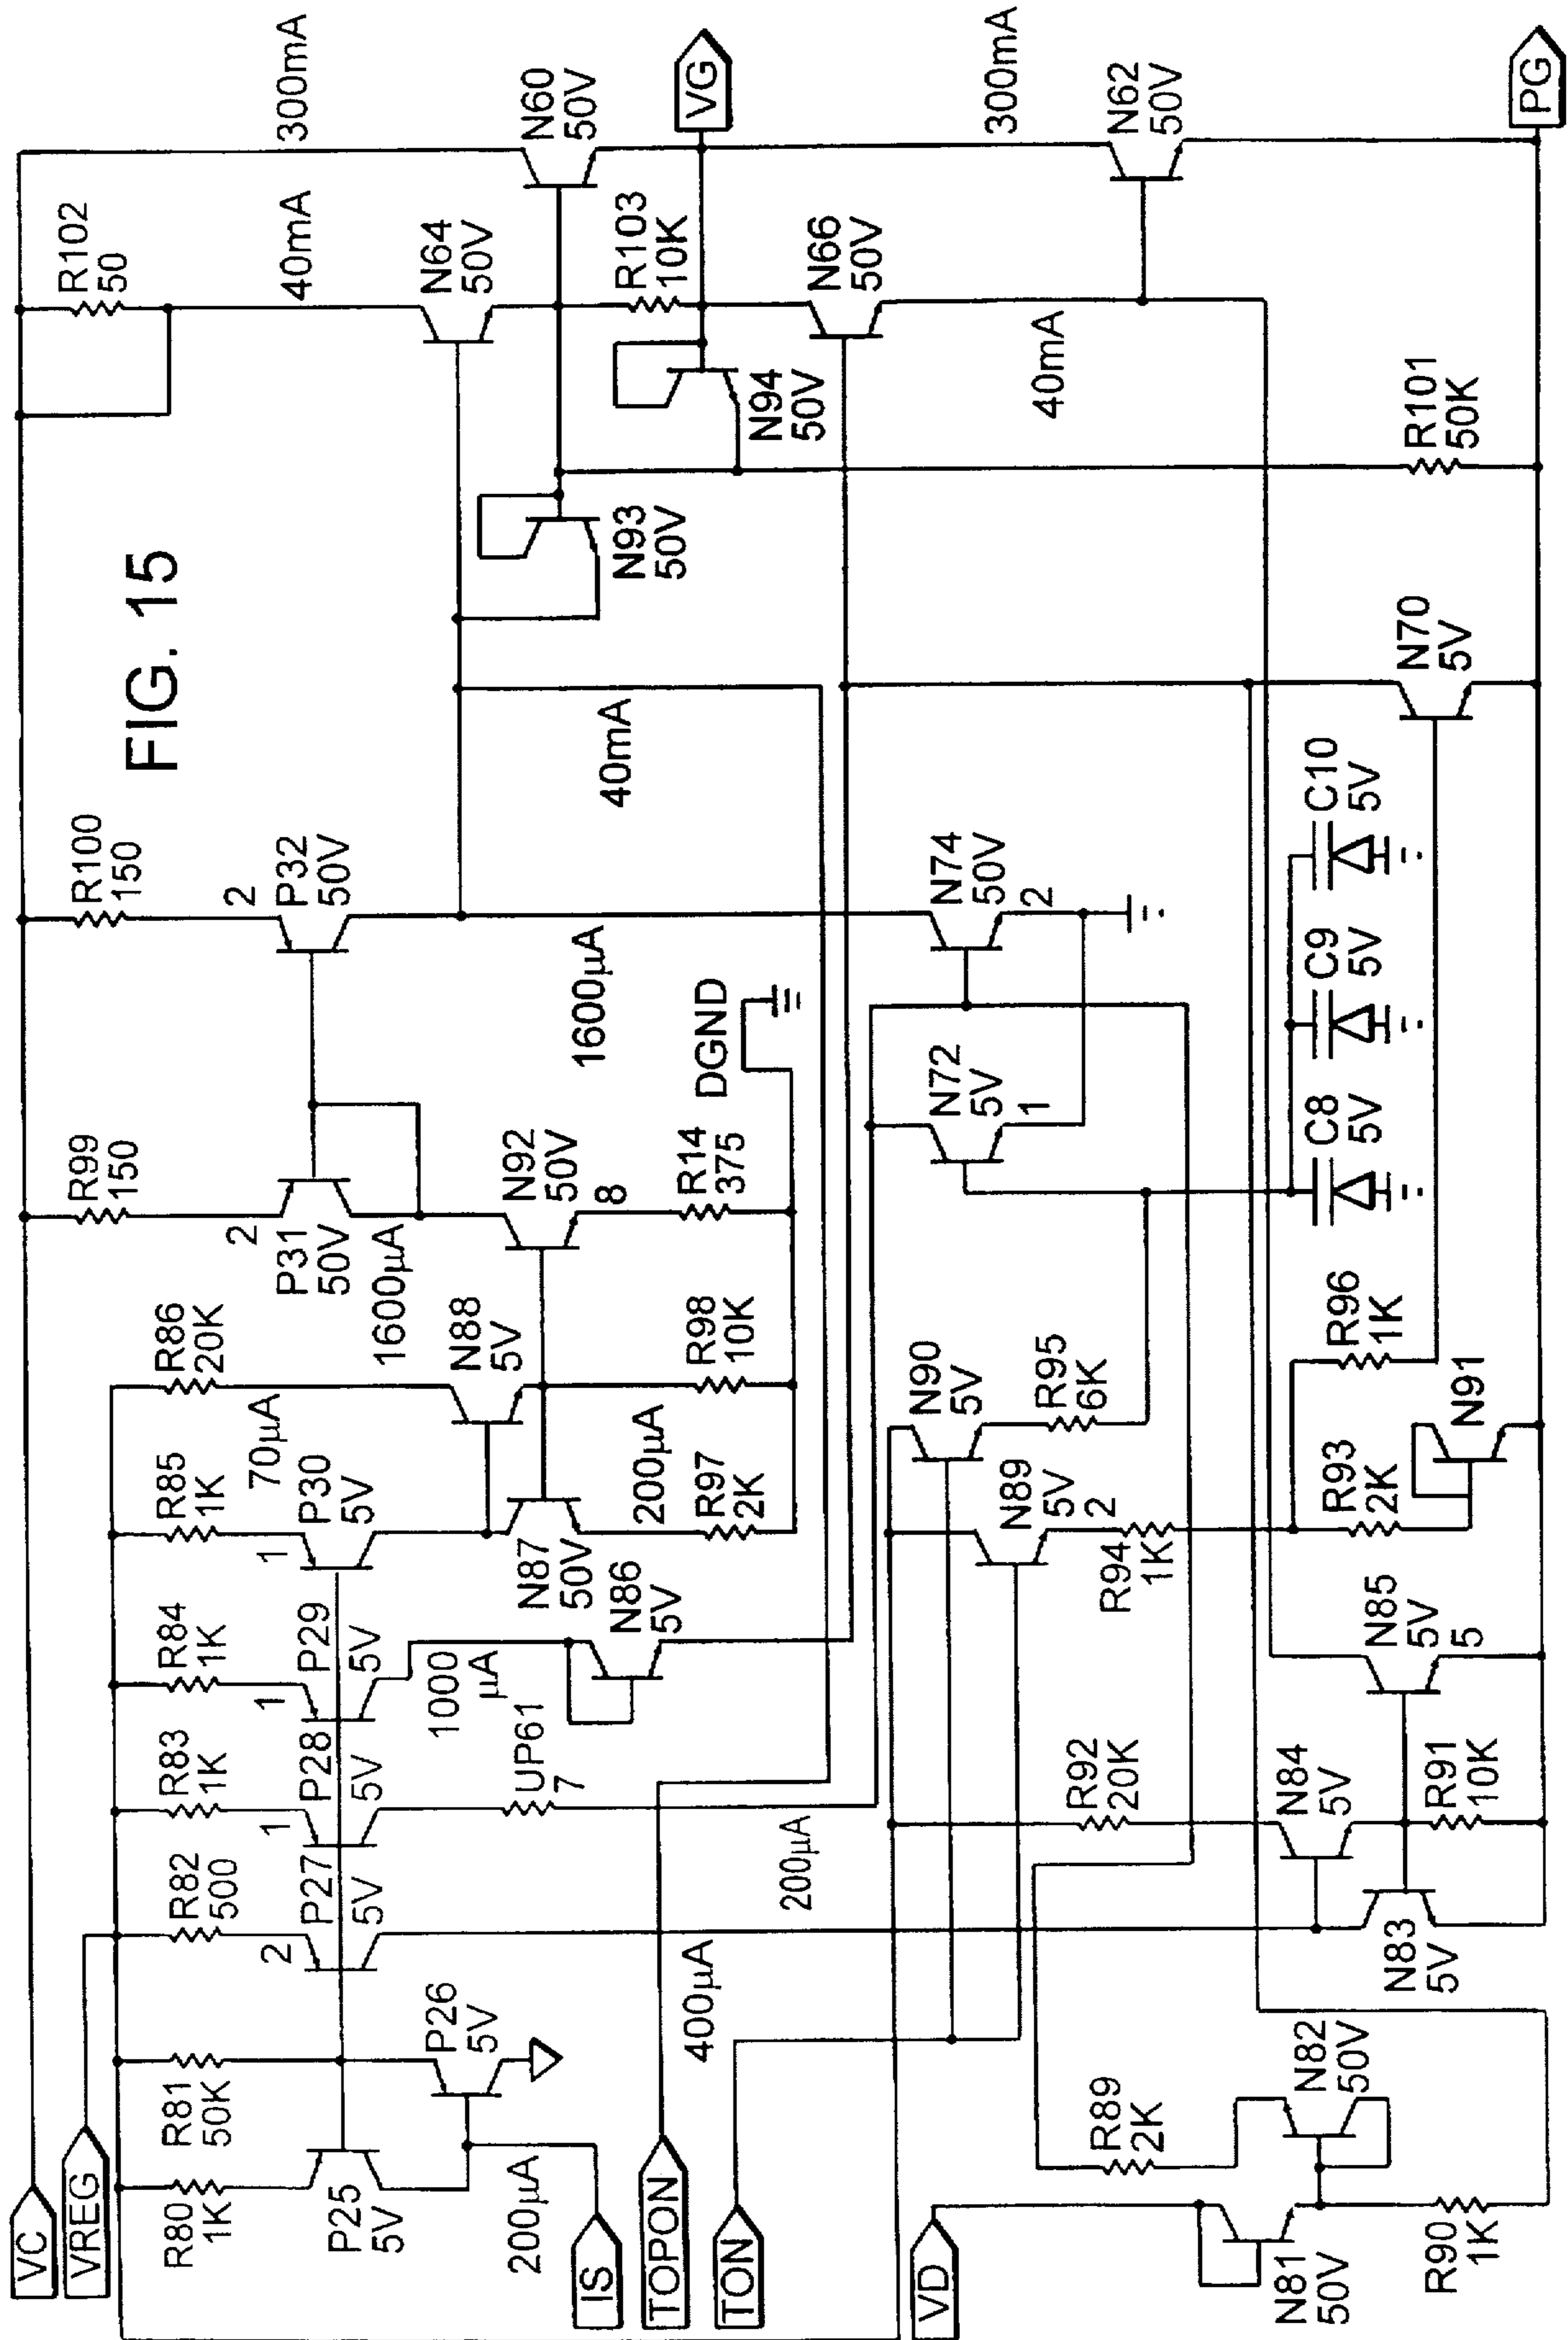 FIG. 15
VC
VREG
IS
TOPON
TON
VD
VG
PG
R80
1K
R81
50K
P25
5V
P26
5V
200µA
R82
500
2
P27
5V
400µA
R83
1K
1
P28
5V
UP61
7
200µA
R84
1K
1
P29
5V
1000
µA
N86
5V
R85
1K
1
P30
5V
70µA
R86
20K
N88
5V
N87
50V
200µA
R97
2K
R98
10K
R99
150
2
P31
50V
1600µA
N92
50V
8
R14
375
DGND
R100
150
2
P32
50V
1600µA
40mA
N93
50V
R102
50
40mA
N64
50V
300mA
N60
50V
R103
10K
N94
50V
N66
50V
40mA
300mA
N62
50V
R101
50K
N70
5V
N74
50V
2
N72
5V
1
C8
5V
C9
5V
C10
5V
N90
5V
R95
6K
N89
5V
2
R94
1K
R96
1K
R93
2K
N91
N85
5V
5
R92
20K
N84
5V
R91
10K
N83
5V
R89
2K
N82
50V
N81
50V
R90
1K